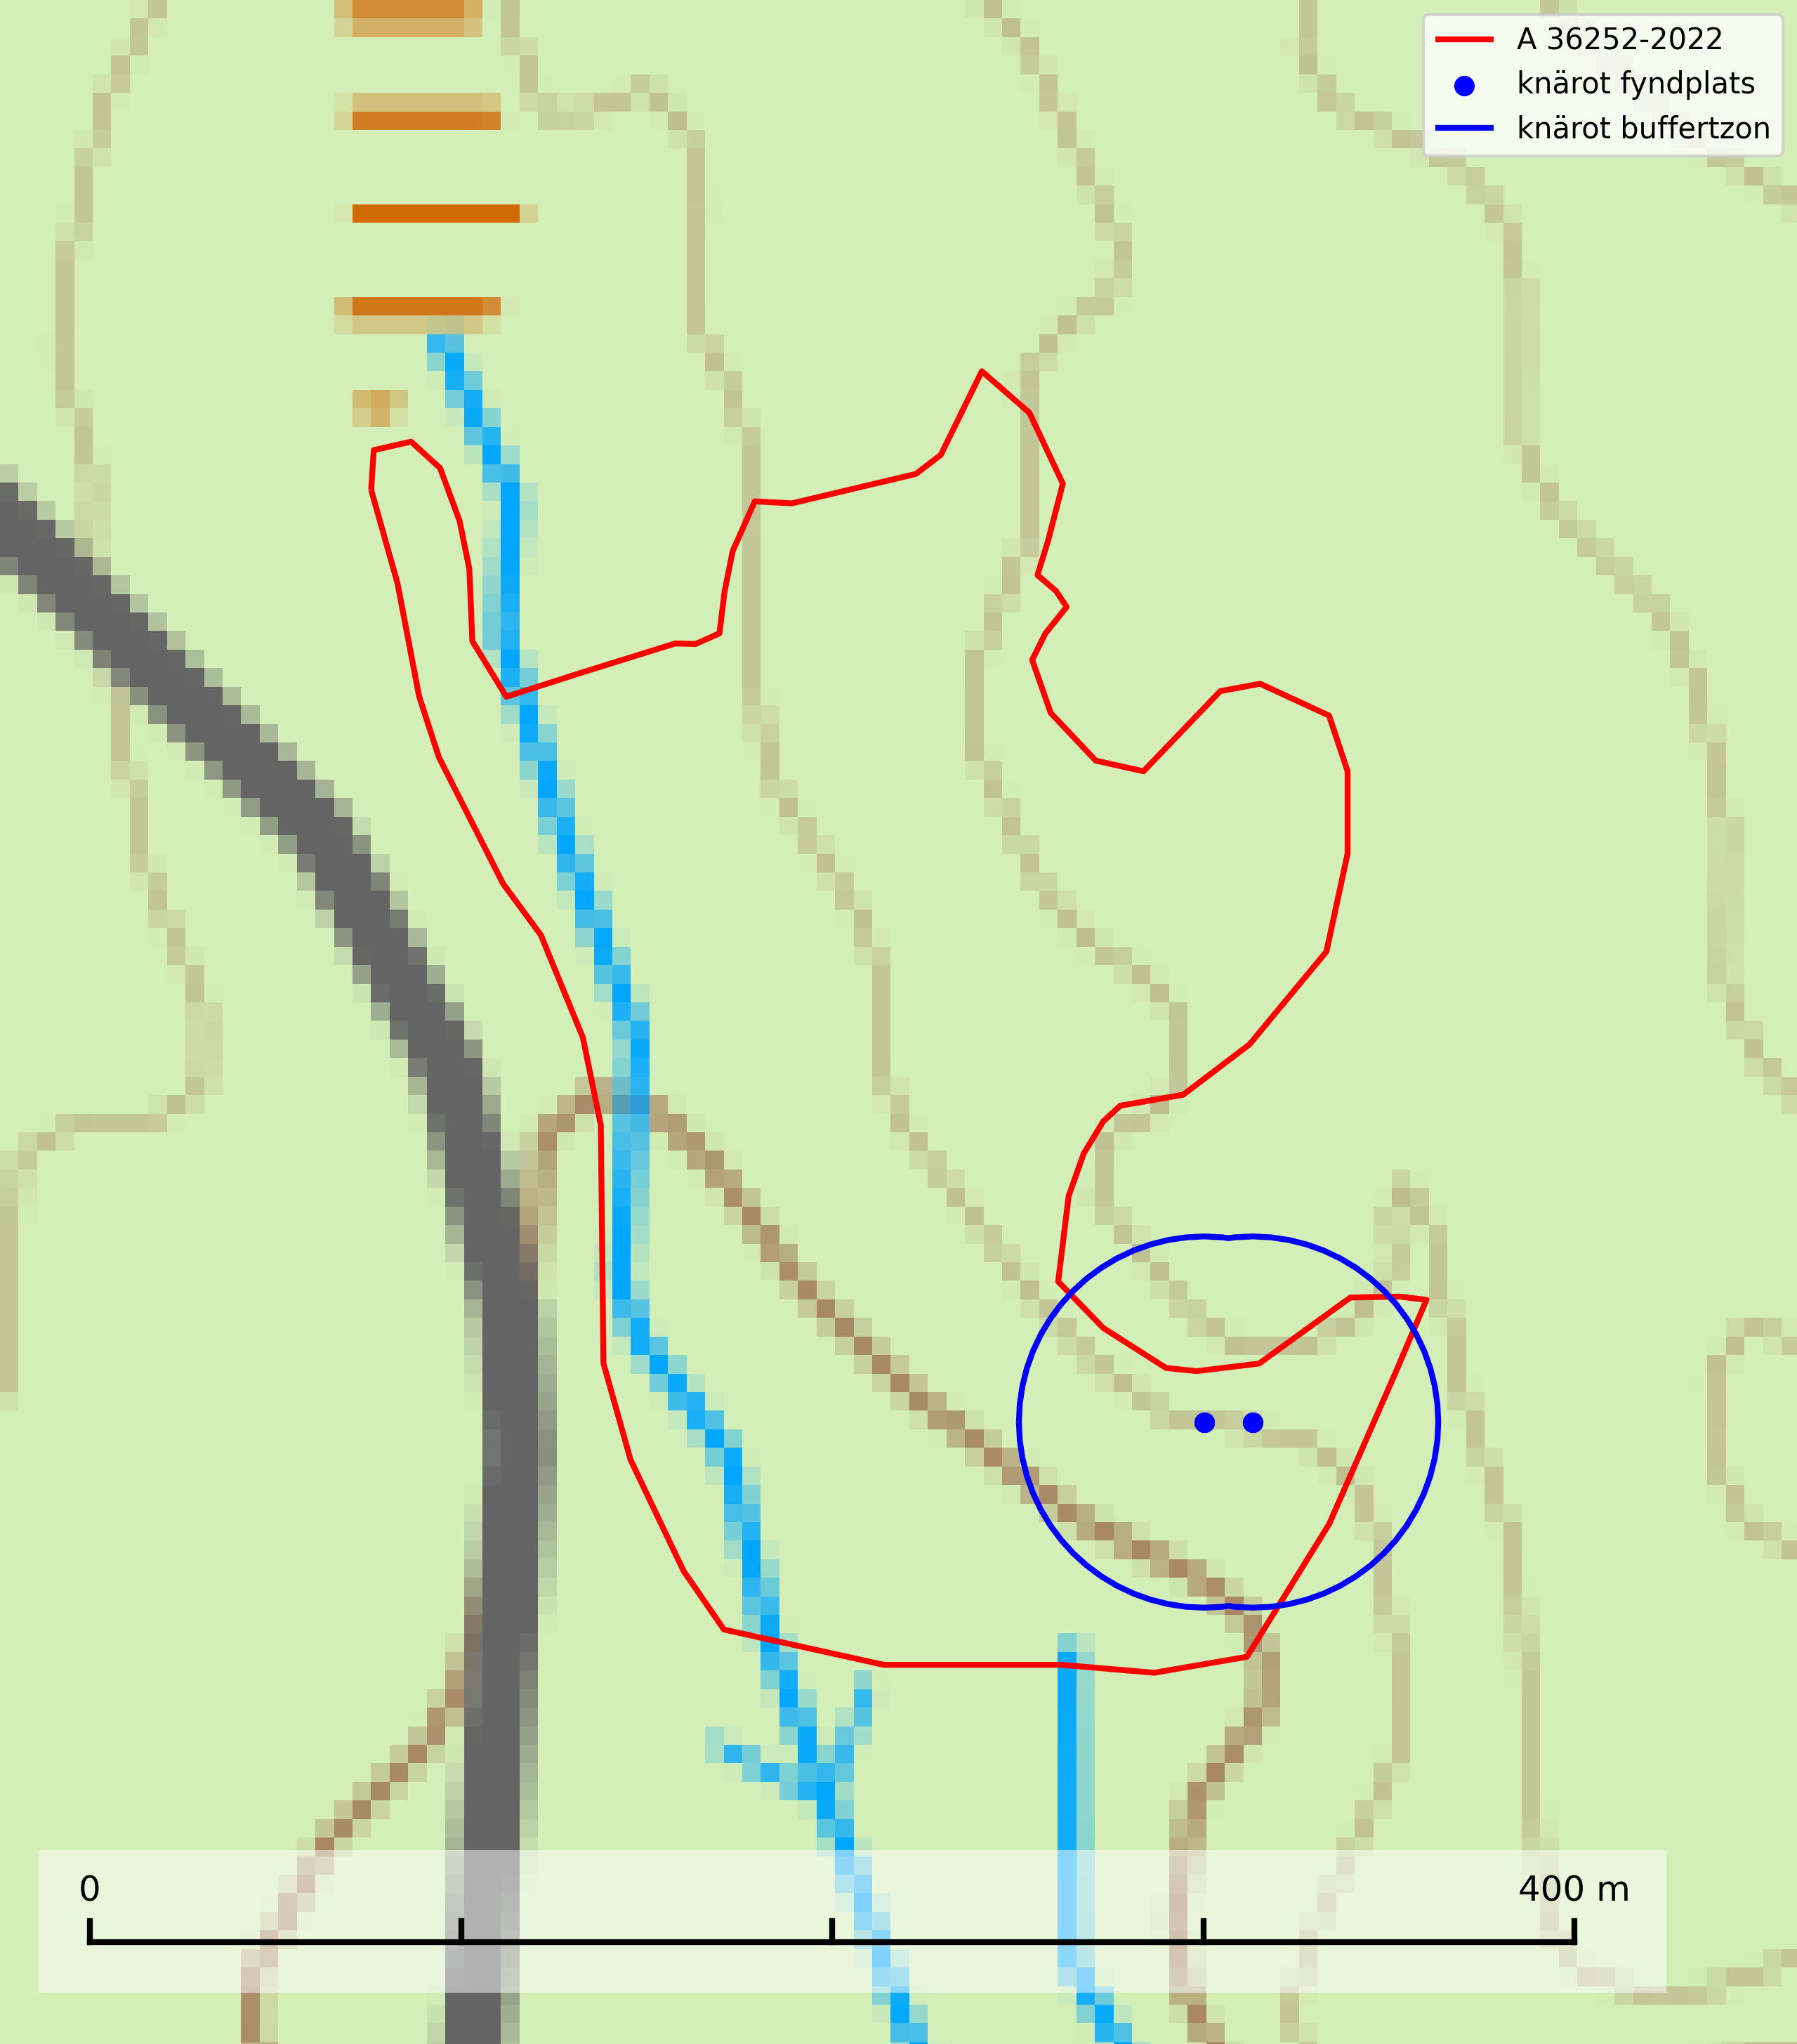 A 36252-2022
knärot fyndplats
knärot buffertzon
0
400 m